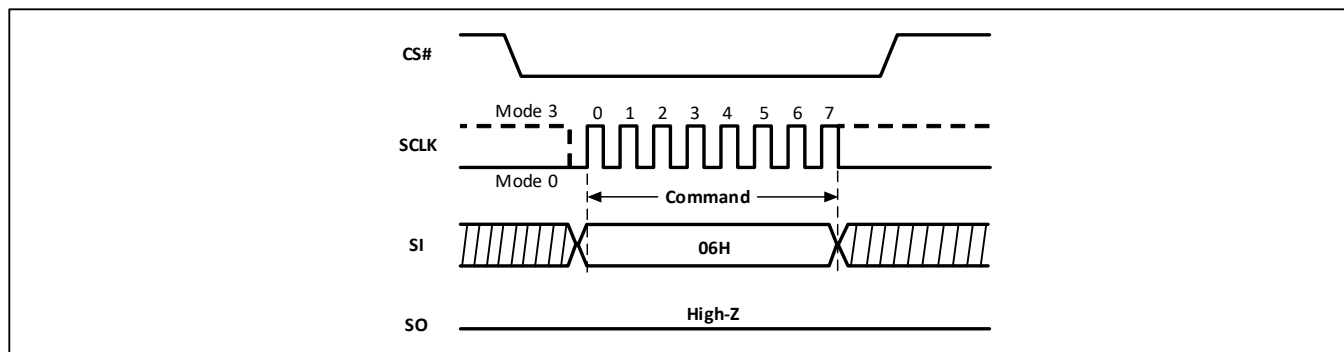 CS#
Mode 3 0 1 2 3 4 5 6 7
SCLK
Mode 0
Command
SI 06H
High-Z
SO